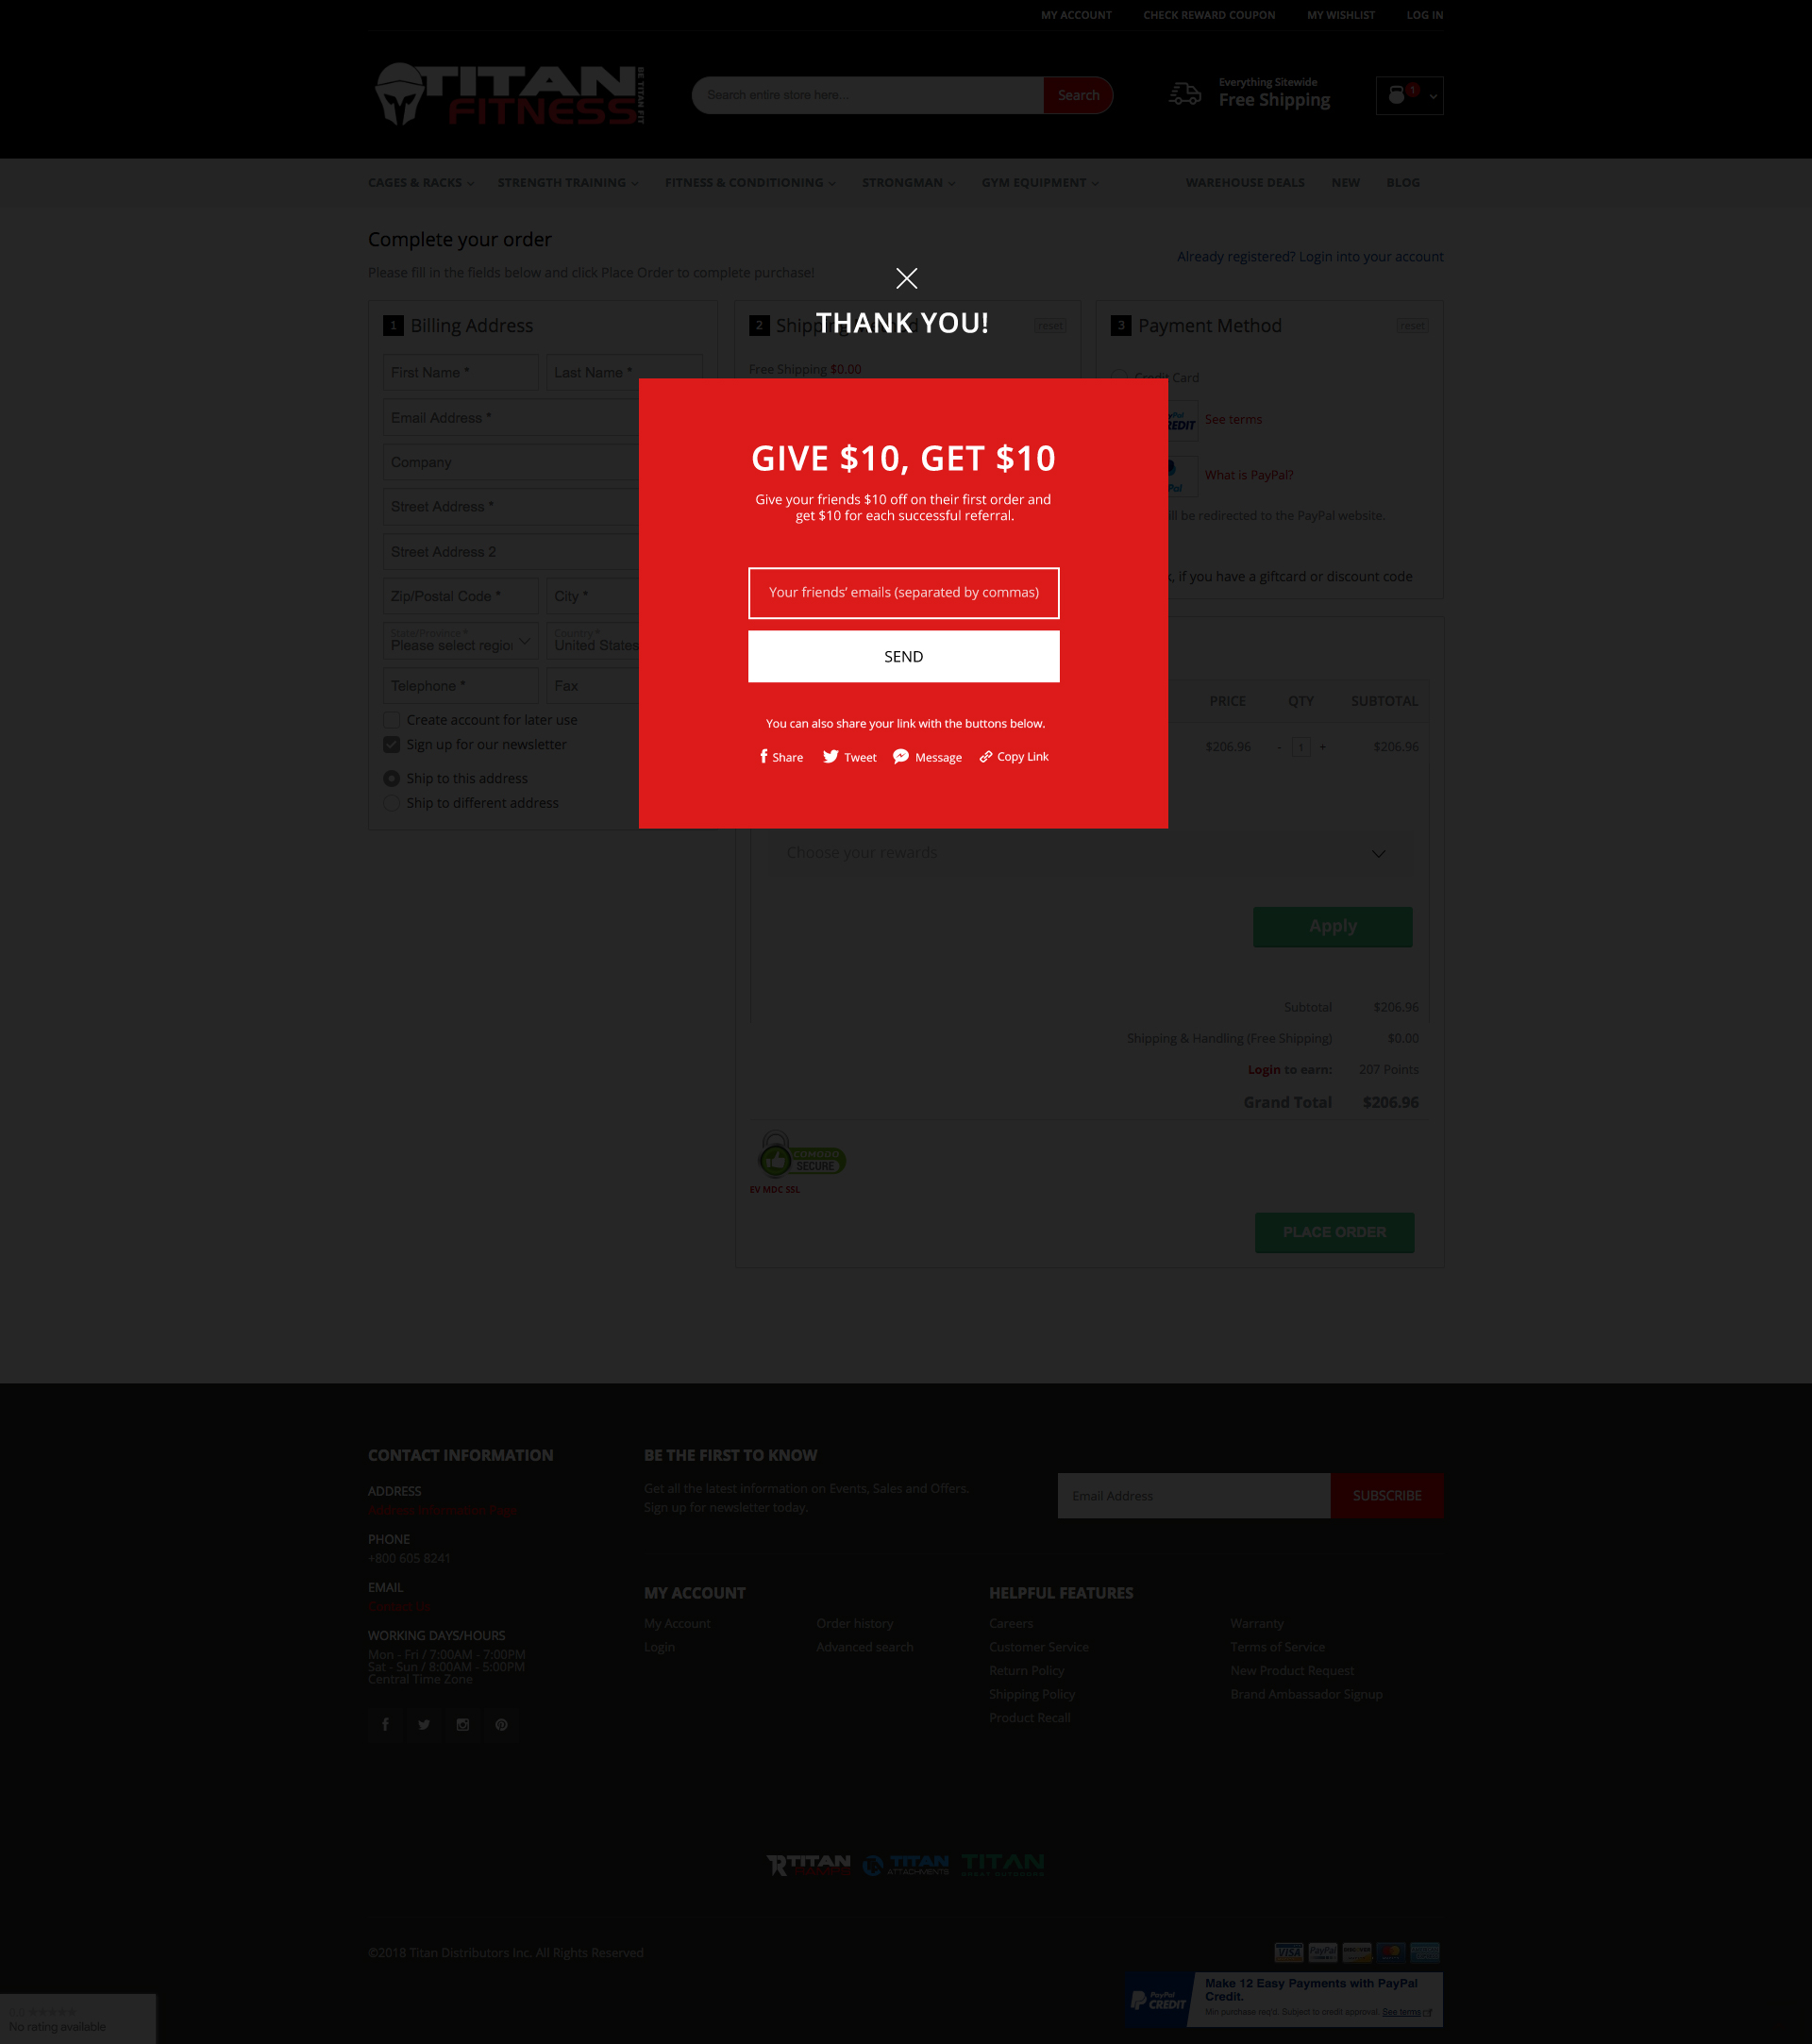 MY ACCOUNT CHECK REWARD COUPON MY WISHLIST LOG IN
TITAN FITNESS BE TITAN FIT
Search entire store here...
Search
Everything Sitewide
Free Shipping
1
CAGES & RACKS STRENGTH TRAINING FITNESS & CONDITIONING STRONGMAN GYM EQUIPMENT WAREHOUSE DEALS NEW BLOG
Complete your order
Please fill in the fields below and click Place Order to complete purchase!
Already registered? Login into your account
THANK YOU!
1 Billing Address
First Name * Last Name *
Email Address *
Company
Street Address *
Street Address 2
Zip/Postal Code * City *
State/Province * Country *
Please select regio United States
Telephone * Fax
Create account for later use
Sign up for our newsletter
Ship to this address
Ship to different address
2 Ship
reset
Free Shipping $0.00
3 Payment Method reset
Credit Card
See terms
What is PayPal?
be redirected to the PayPal website.
, if you have a giftcard or discount code
GIVE $10, GET $10
Give your friends $10 off on their first order and
get $10 for each successful referral.
Your friends’ emails (separated by commas)
SEND
You can also share your link with the buttons below.
Share Tweet Message Copy Link
PRICE QTY SUBTOTAL
$206.96 - 1 + $206.96
Choose your rewards
Apply
Subtotal $206.96
Shipping & Handling (Free Shipping) $0.00
Login to earn: 207 Points
Grand Total $206.96
COMODO
SECURE
EV MDC SSL
PLACE ORDER
CONTACT INFORMATION
ADDRESS
Address Information Page
PHONE
+800 605 8241
EMAIL
Contact Us
WORKING DAYS/HOURS
Mon - Fri / 7:00AM - 7:00PM
Sat - Sun / 8:00AM - 5:00PM
Central Time Zone
BE THE FIRST TO KNOW
Get all the latest information on Events, Sales and Offers.
Sign up for newsletter today.
Email Address
SUBSCRIBE
MY ACCOUNT
My Account Order history
Login Advanced search
HELPFUL FEATURES
Careers Warranty
Customer Service Terms of Service
Return Policy New Product Request
Shipping Policy Brand Ambassador Signup
Product Recall
TITAN
TITAN
ATTACHMENTS
TITAN
GREAT OUTDOORS
©2018 Titan Distributors Inc. All Rights Reserved
VISA PayPal
PayPal
CREDIT
Make 12 Easy Payments with PayPal
Credit.
Min purchase req'd. Subject to credit approval. See terms
0.0
No rating available